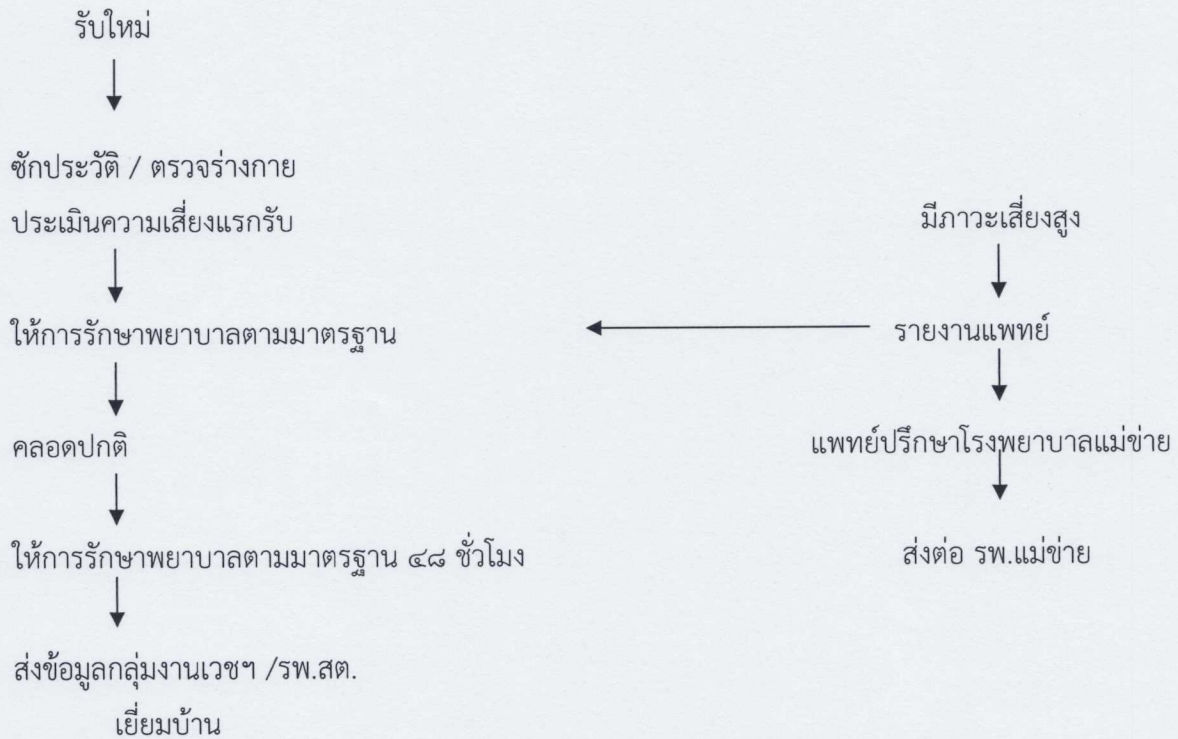 รับใหม่
ซักประวัติ / ตรวจร่างกาย
ประเมินความเสี่ยงแรกรับ
มีภาวะเสี่ยงสูง
ให้การรักษาพยาบาลตามมาตรฐาน
รายงานแพทย์
คลอดปกติ
แพทย์ปรึกษาโรงพยาบาลแม่ข่าย
ให้การรักษาพยาบาลตามมาตรฐาน ๔๘ ชั่วโมง
ส่งต่อ รพ.แม่ข่าย
ส่งข้อมูลกลุ่มงานเวชฯ /รพ.สต.
เยี่ยมบ้าน